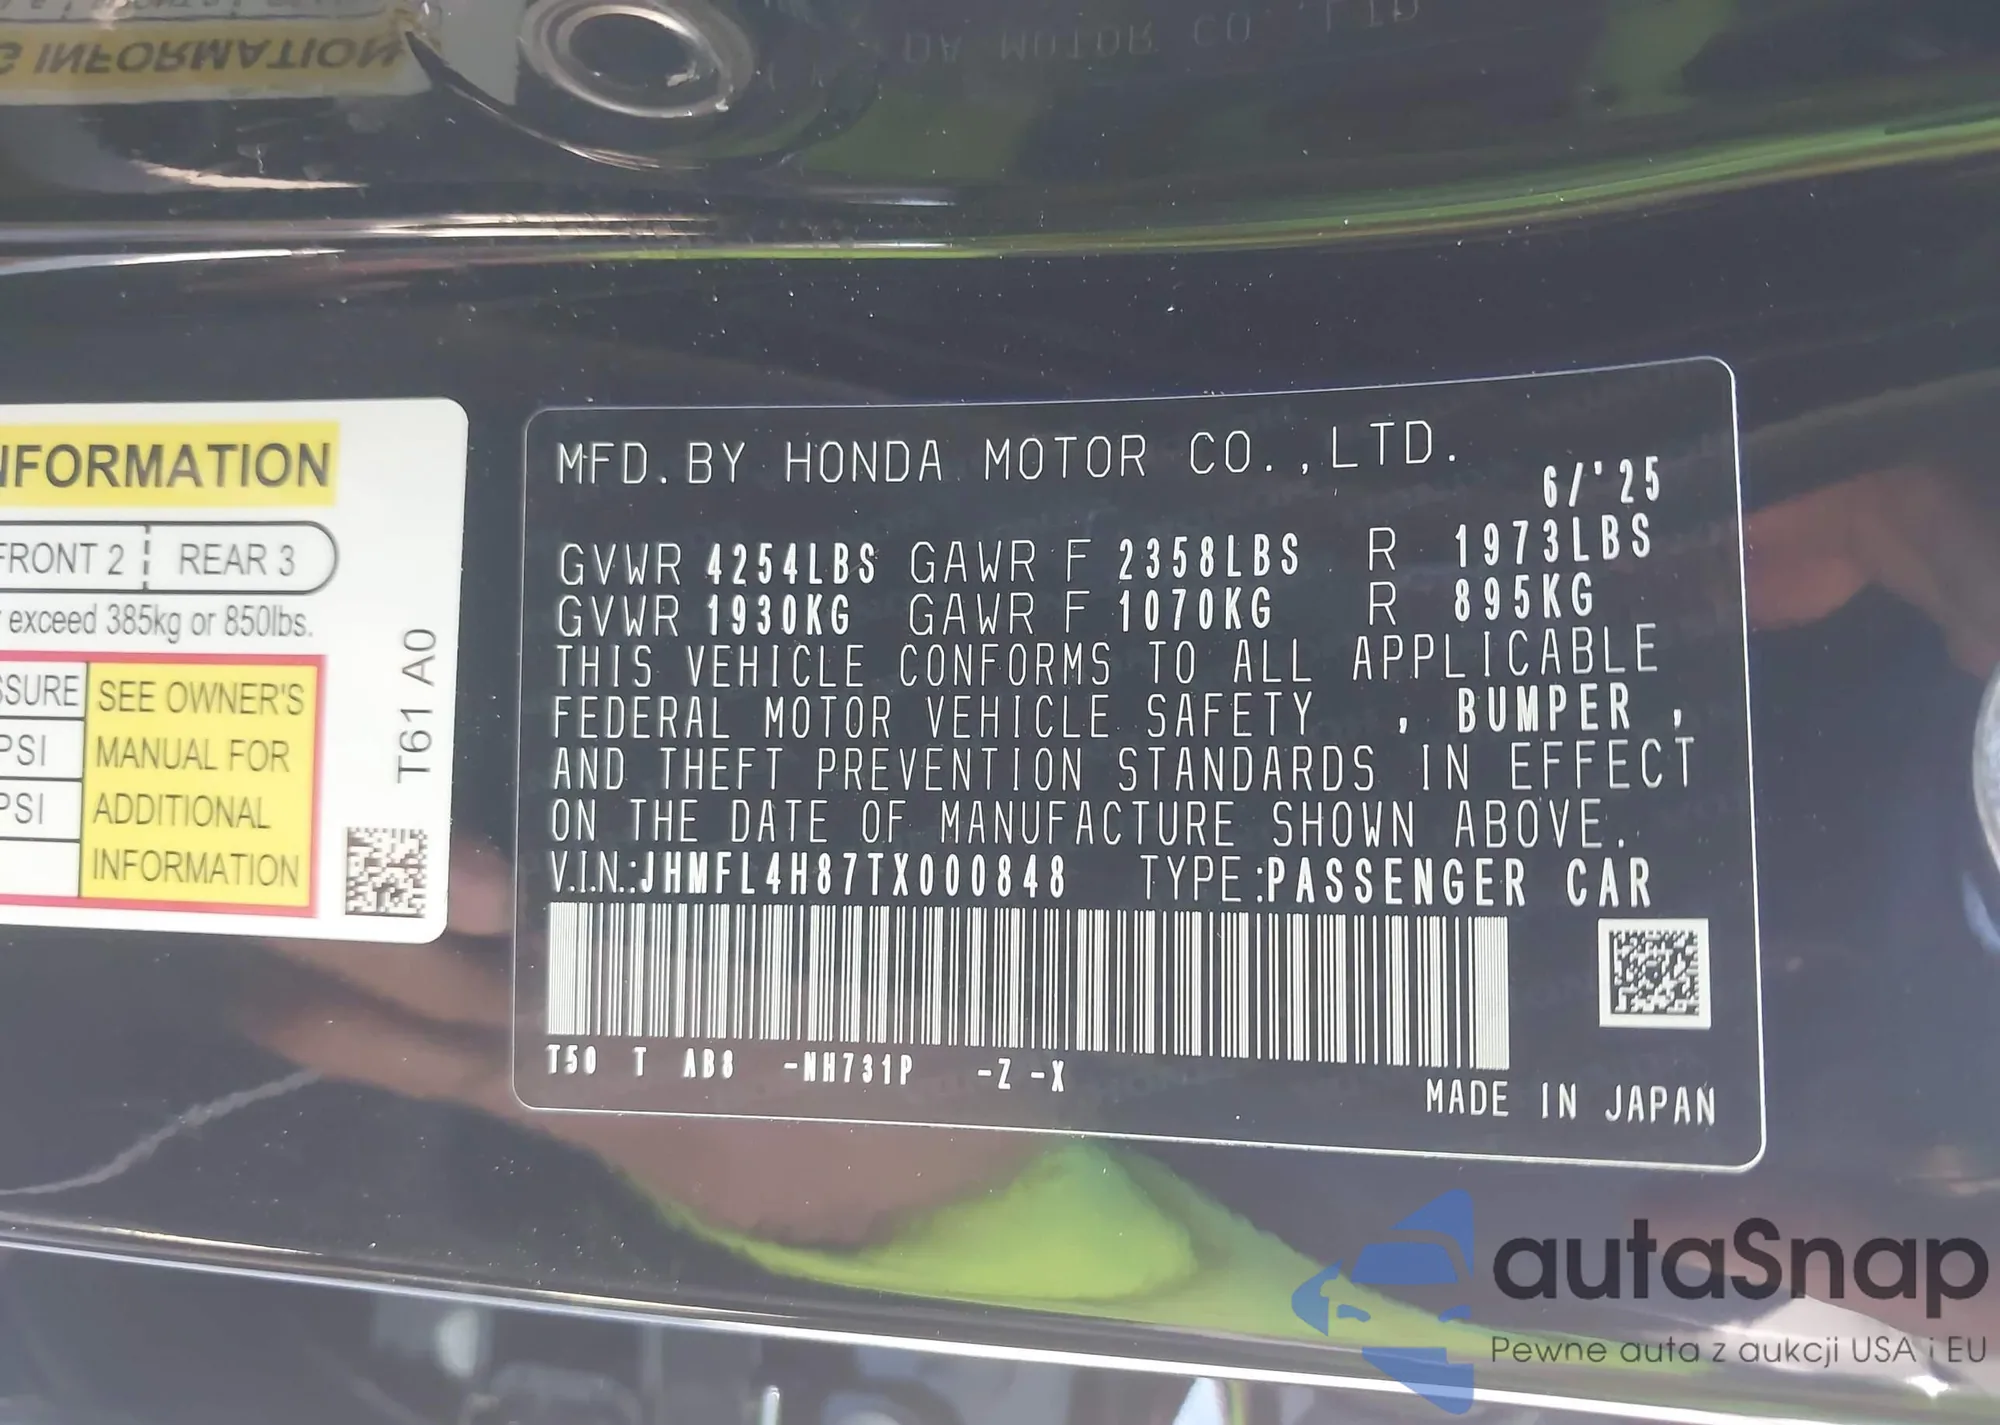 G INFORMATION
DA MOTOR CO.,LTD
INFORMATION
FRONT 2 REAR 3
exceed 385kg or 850lbs.
SSURE
PSI
PSI
SEE OWNER'S
MANUAL FOR
ADDITIONAL
INFORMATION
T61 A0
MFD. BY HONDA MOTOR CO.,LTD.
6/'25
GVWR 4254LBS GAWR F 2358LBS R 1973LBS
GVWR 1930KG GAWR F 1070KG R 895KG
THIS VEHICLE CONFORMS TO ALL APPLICABLE
FEDERAL MOTOR VEHICLE SAFETY , BUMPER ,
AND THEFT PREVENTION STANDARDS IN EFFECT
ON THE DATE OF MANUFACTURE SHOWN ABOVE.
V.I.N.:JHMFL4H87TX000848 TYPE:PASSENGER CAR
T50 T AB8 -NH731P -Z -X
MADE IN JAPAN
autaSnap
Pewne auta z aukcji USA i EU